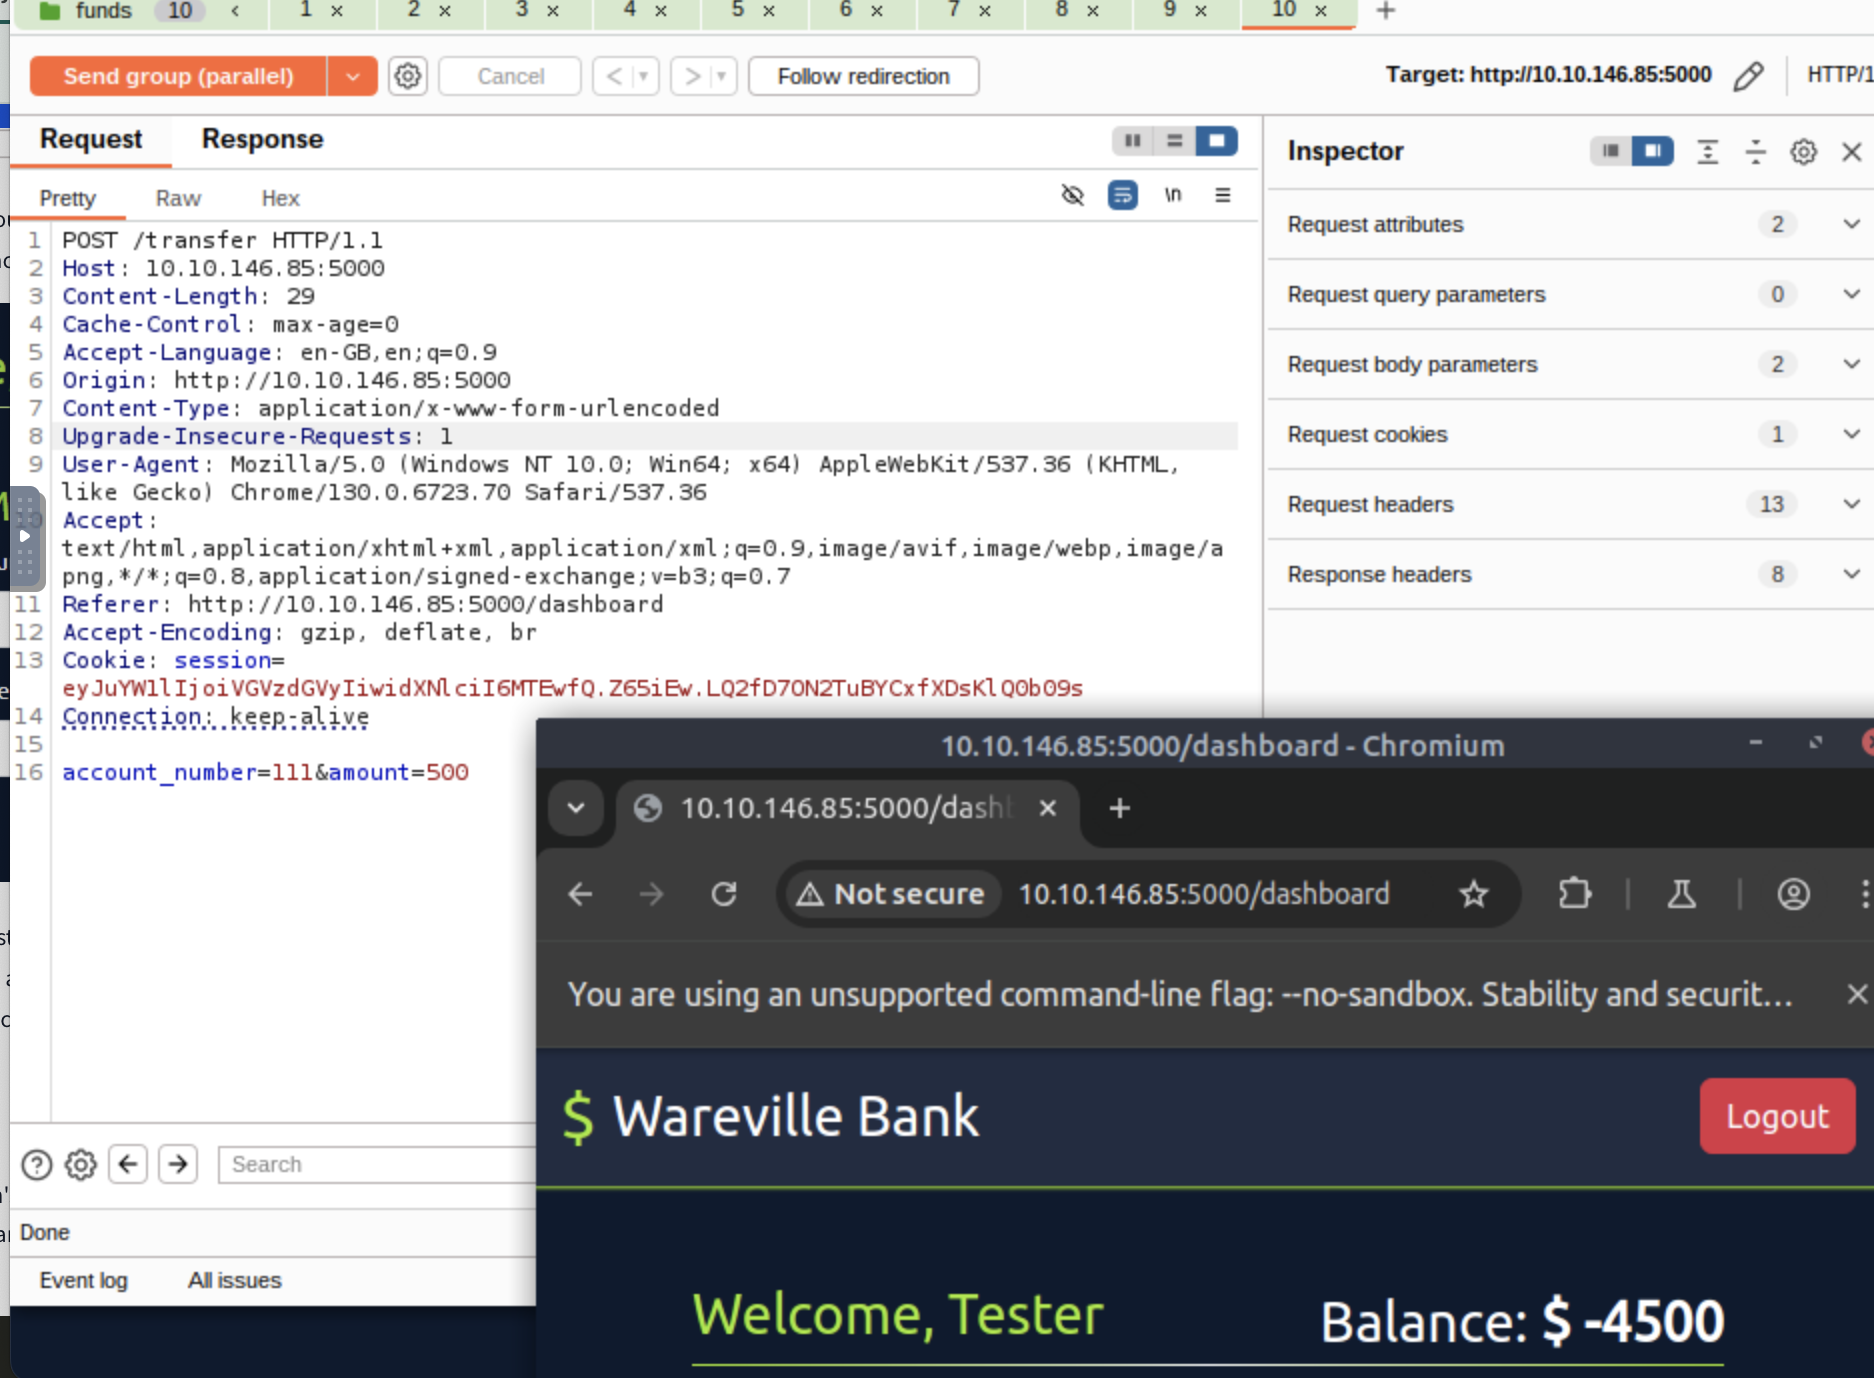 funds 10 < 1 × 2 × 3 × 4 × 5 × 6 × 7 × 8 × 9 × 10 × +
Send group (parallel) Cancel < > Follow redirection Target: http://10.10.146.85:5000 HTTP/1
Request Response
Inspector
Pretty Raw Hex \n
Request attributes 2
Request query parameters 0
Request body parameters 2
Request cookies 1
Request headers 13
Response headers 8
1 POST /transfer HTTP/1.1
2 Host: 10.10.146.85:5000
3 Content-Length: 29
4 Cache-Control: max-age=0
5 Accept-Language: en-GB,en;q=0.9
6 Origin: http://10.10.146.85:5000
7 Content-Type: application/x-www-form-urlencoded
8 Upgrade-Insecure-Requests: 1
9 User-Agent: Mozilla/5.0 (Windows NT 10.0; Win64; x64) AppleWebKit/537.36 (KHTML,
like Gecko) Chrome/130.0.6723.70 Safari/537.36
10 Accept:
text/html,application/xhtml+xml,application/xml;q=0.9,image/avif,image/webp,image/a
png,*/*;q=0.8,application/signed-exchange;v=b3;q=0.7
11 Referer: http://10.10.146.85:5000/dashboard
12 Accept-Encoding: gzip, deflate, br
13 Cookie: session=
eyJuYW1lIjoiVGVzdGVyIiwidXNlciI6MTEwfQ.Z65iEw.LQ2fD7ON2TuBYCxfXDsKlQ0b09s
14 Connection: keep-alive
15
16 account_number=111&amount=500
Search
Done
Event log All issues
10.10.146.85:5000/dashboard - Chromium
10.10.146.85:5000/dashb × +
Not secure 10.10.146.85:5000/dashboard
You are using an unsupported command-line flag: --no-sandbox. Stability and securit...
$ Wareville Bank Logout
Welcome, Tester Balance: $ -4500